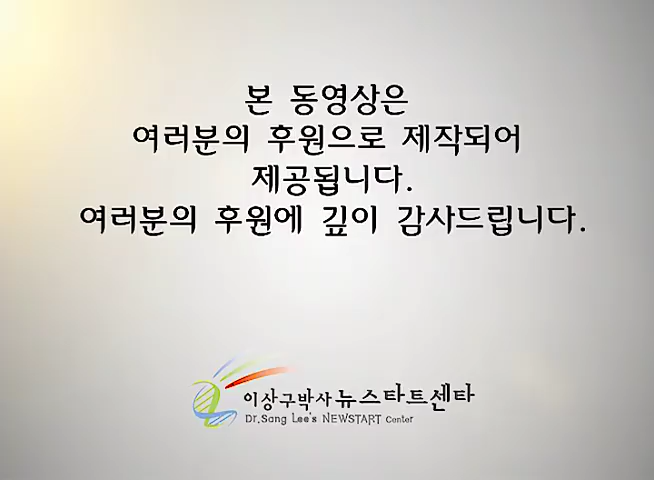 본 동영상은
여러분의 후원으로 제작되어
제공됩니다.
여러분의 후원에 깊이 감사드립니다.
이상구박사 뉴스타트센타
Dr.Sang Lee's NEWSTART Center